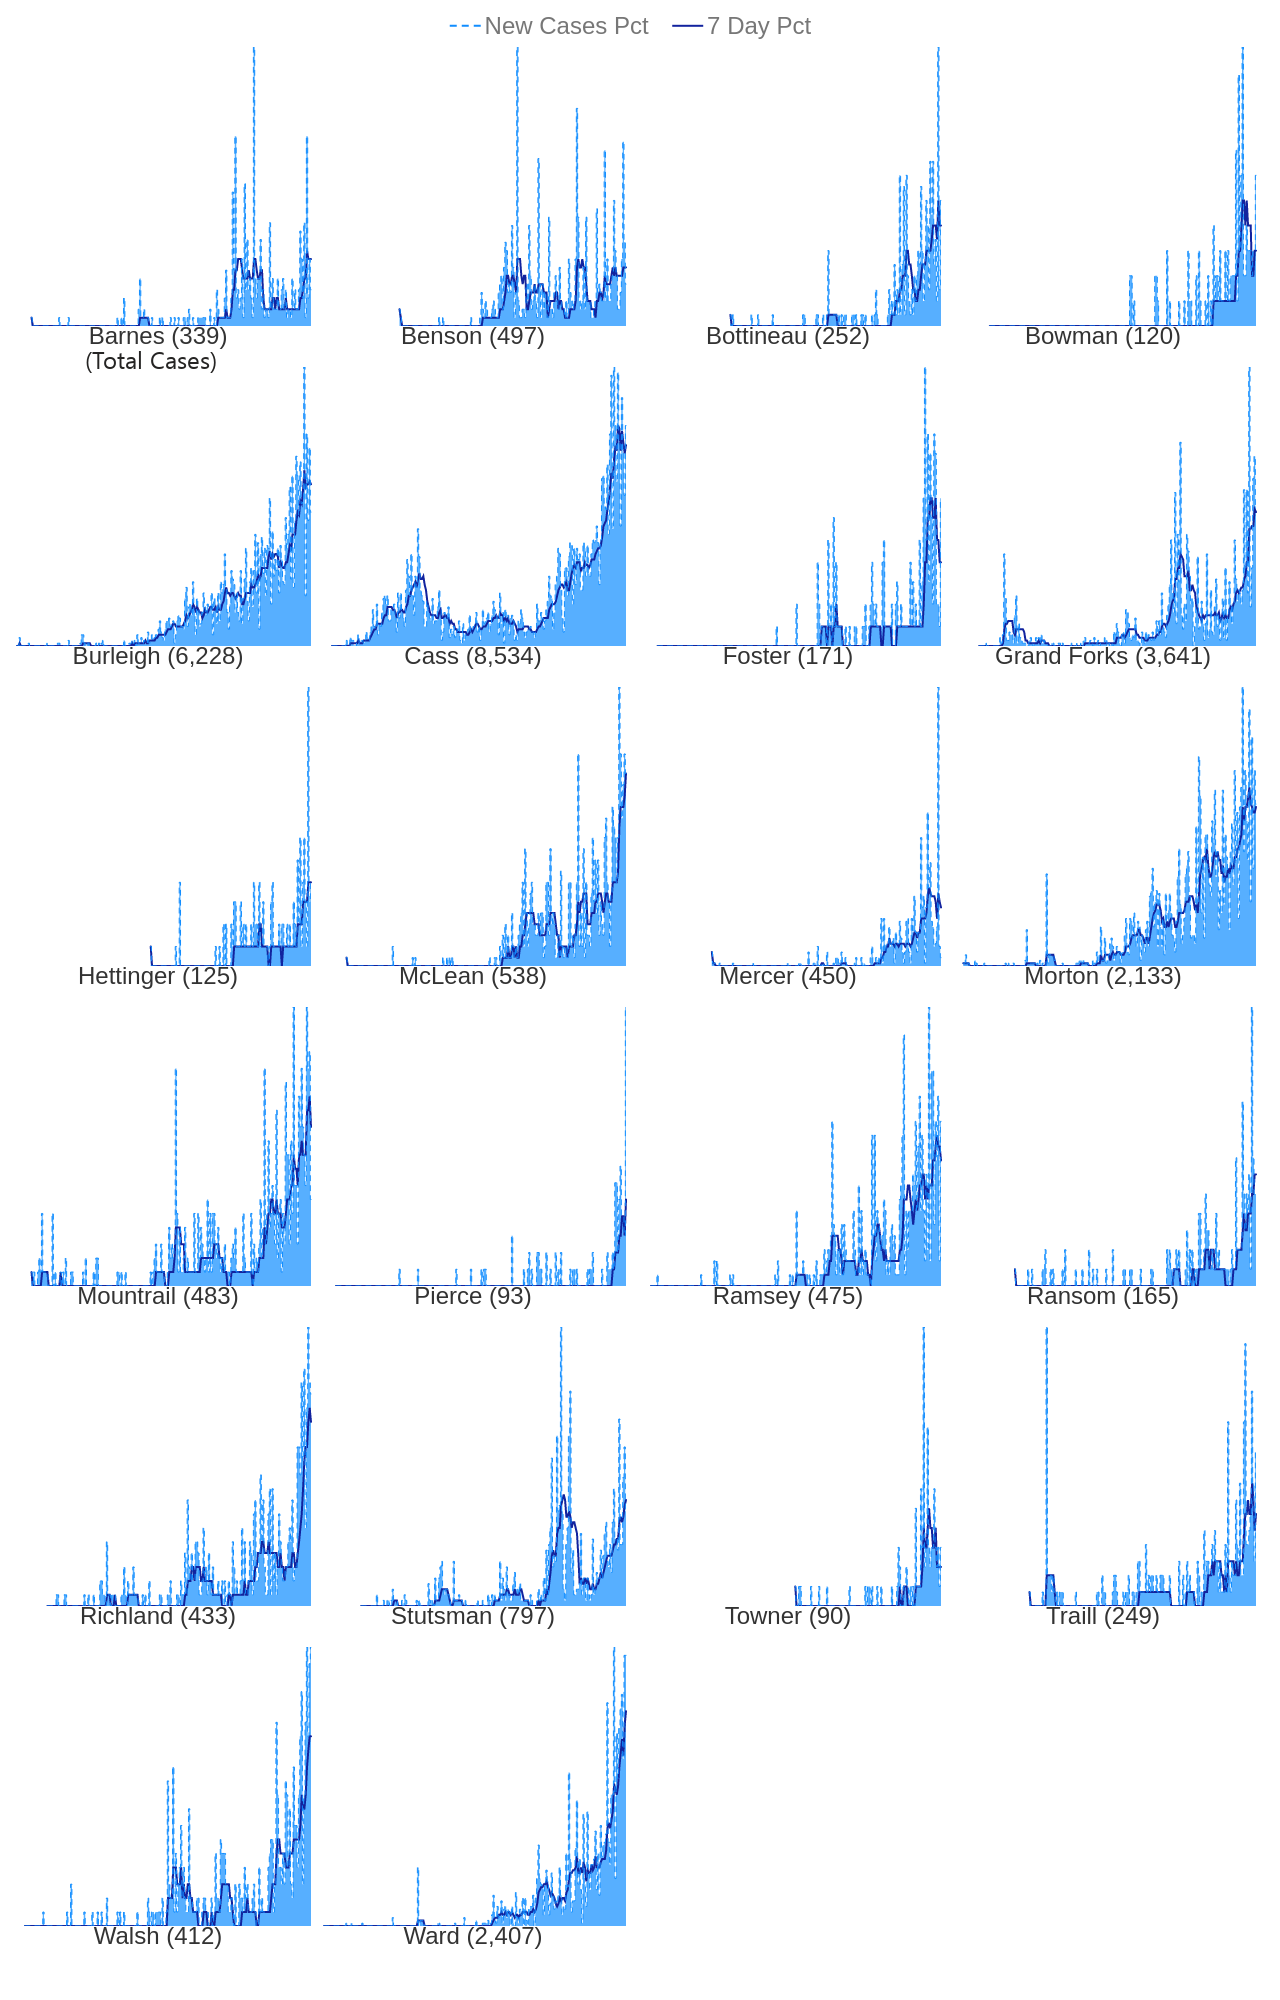 New Cases Pct 7 Day Pct
Barnes (339) Benson (497) Bottineau (252) Bowman (120)
(Total Cases)
Burleigh (6,228) Cass (8,534) Foster (171) Grand Forks (3,641)
Hettinger (125) McLean (538) Mercer (450) Morton (2,133)
Mountrail (483) Pierce (93) Ramsey (475) Ransom (165)
Richland (433) Stutsman (797) Towner (90) Traill (249)
Walsh (412) Ward (2,407)